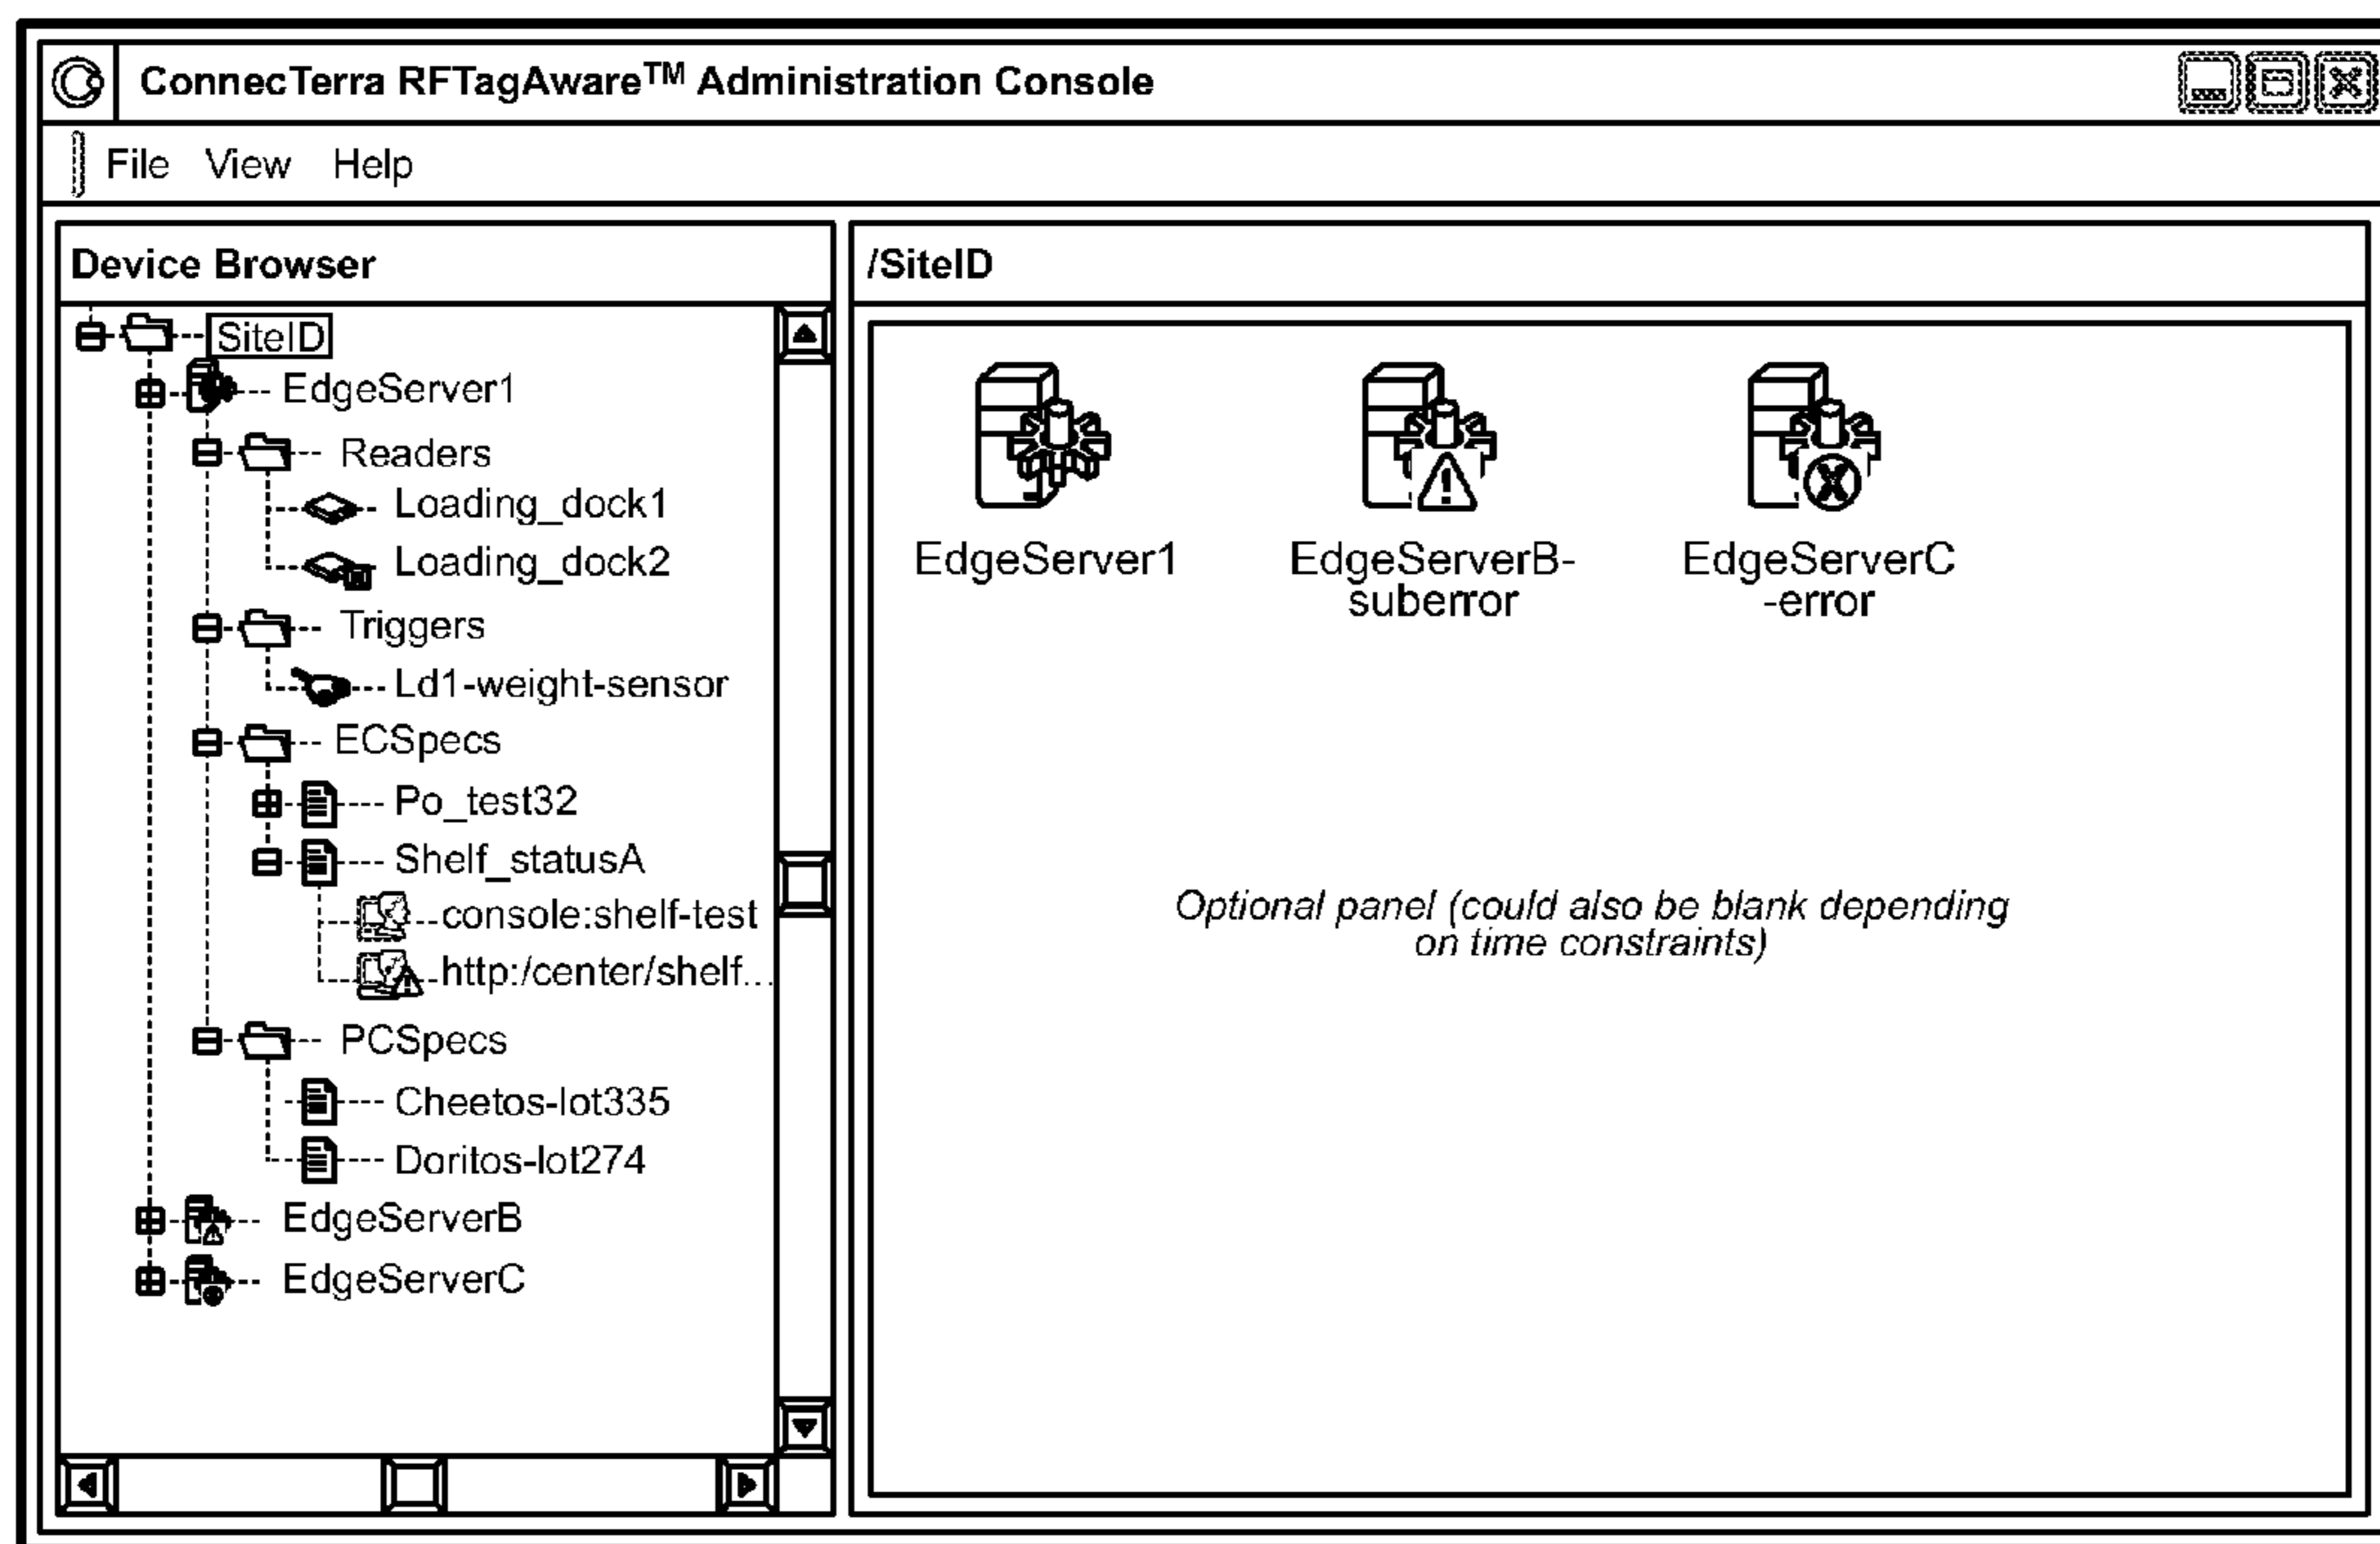 ConnecTerra RFTagAware™ Administration Console
File View Help
Device Browser
SiteID
EdgeServer1
Readers
Loading_dock1
Loading_dock2
Triggers
Ld1-weight-sensor
ECSpecs
Po_test32
Shelf_statusA
console:shelf-test
http:/center/shelf...
PCSpecs
Cheetos-lot335
Doritos-lot274
EdgeServerB
EdgeServerC
/SiteID
EdgeServer1
EdgeServerB-
suberror
EdgeServerC
-error
Optional panel (could also be blank depending
on time constraints)